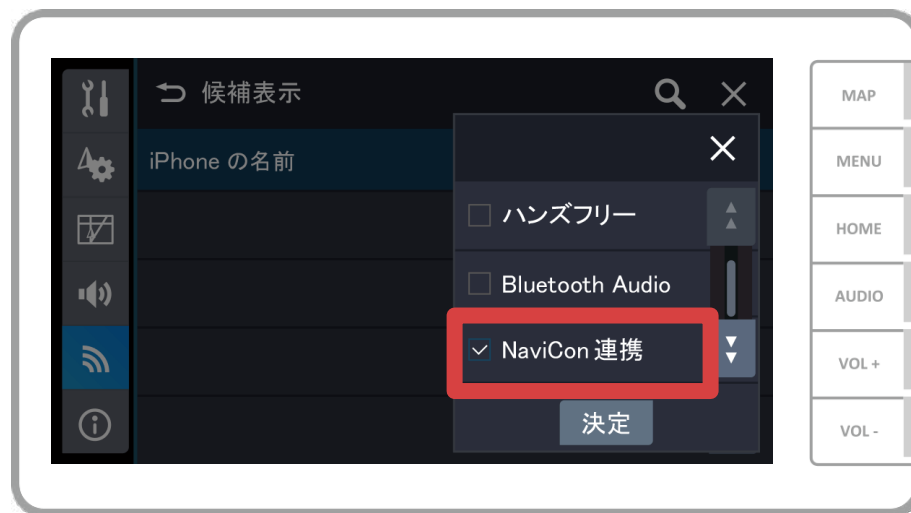 候補表示
iPhone の名前
ハンズフリー
Bluetooth Audio
NaviCon 連携
決定
MAP
MENU
HOME
AUDIO
VOL +
VOL -